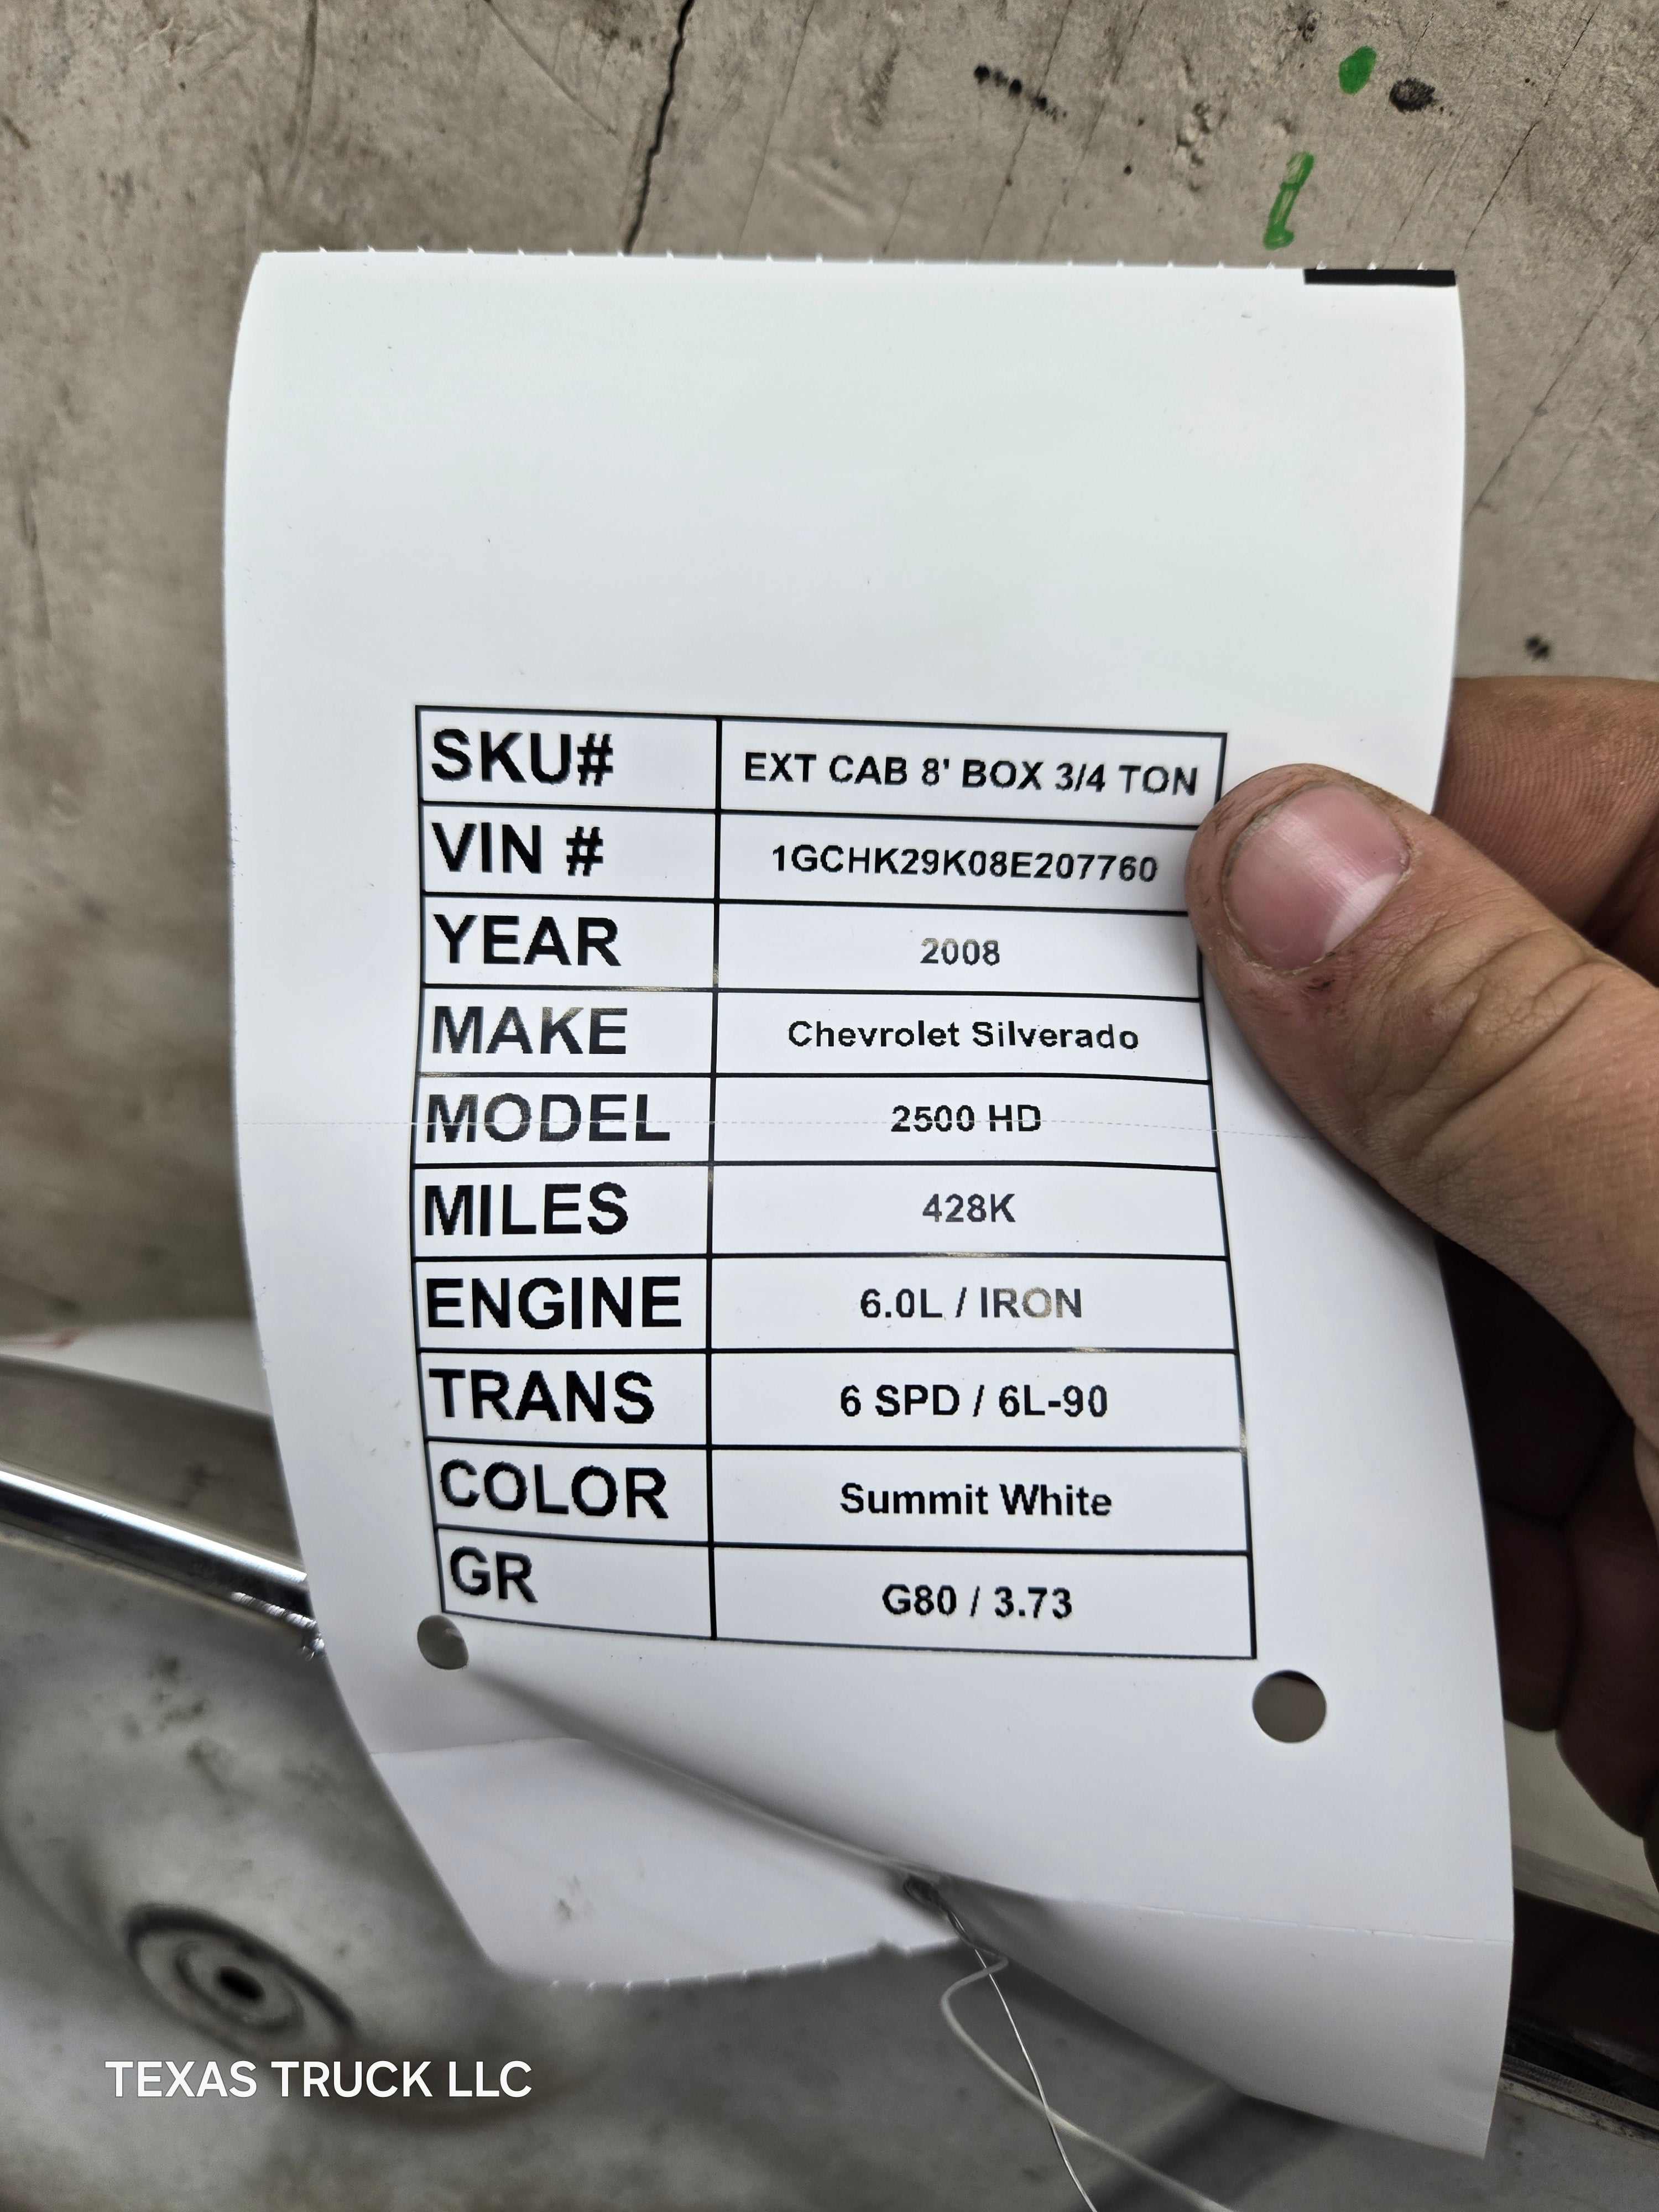 SKU# EXT CAB 8' BOX 3/4 TON
VIN # 1GCHK29K08E207760
YEAR 2008
MAKE Chevrolet Silverado
MODEL 2500 HD
MILES 428K
ENGINE 6.0L / IRON
TRANS 6 SPD / 6L-90
COLOR Summit White
GR G80 / 3.73
TEXAS TRUCK LLC